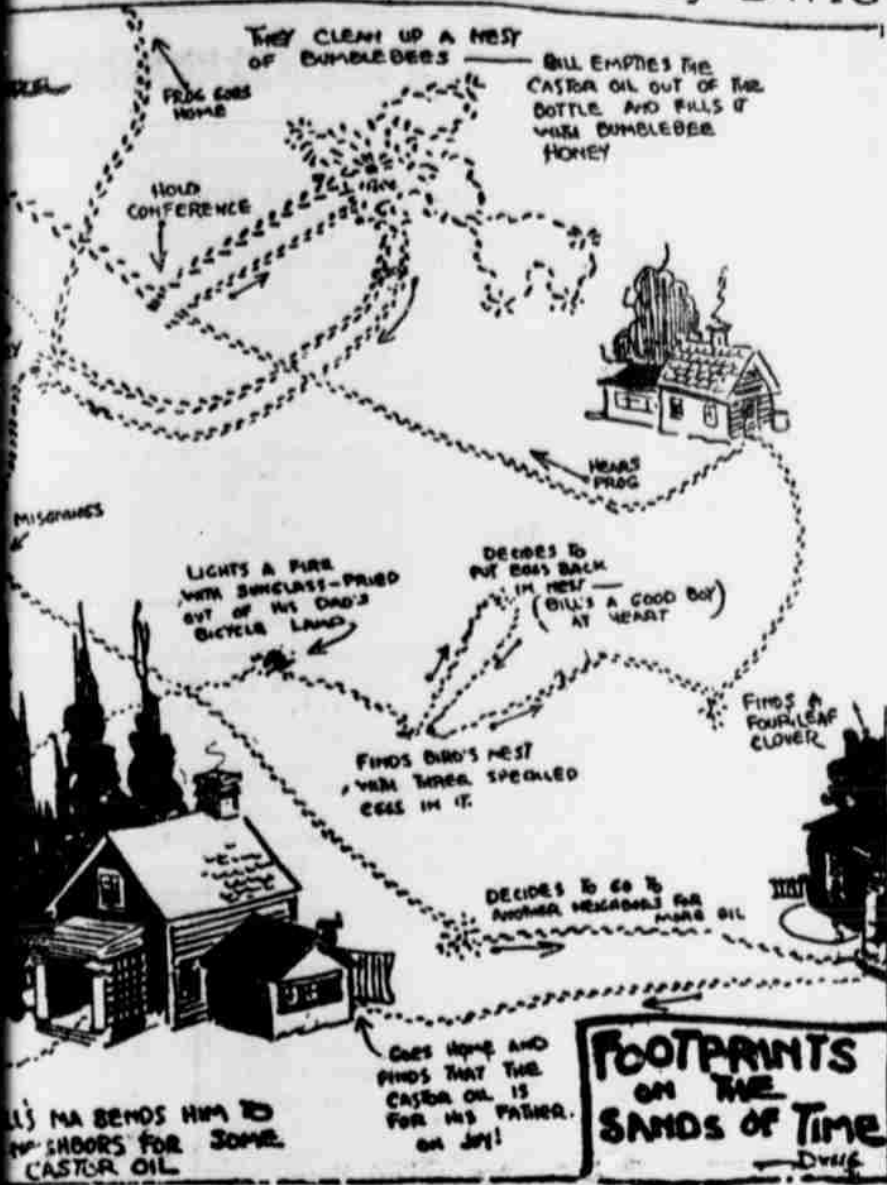 THEY CLEAN UP A NEST
OF BUMBLEBEES
BILL EMPTIES THE
CASTOR OIL OUT OF THE
BOTTLE AND FILLS IT
WITH BUMBLEBEE
HONEY
FROG GOES
HOME
HOLD
CONFERENCE
HEARS
FROG
MISGIVINGS
LIGHTS A FIRE
WITH SUNGLASS-PRIED
OUT OF HIS DAD'S
BICYCLE LAMP
DECIDES TO
PUT EGGS BACK
IN NEST —
(BILL'S A GOOD BOY
AT HEART)
FINDS A
FOUR LEAF
CLOVER
FINDS BIRD'S NEST
WITH THREE SPECKLED
EGGS IN IT.
DECIDES TO GO TO
ANOTHER NEIGHBORS FOR
MORE OIL
GOES HOME AND
FINDS THAT THE
CASTOR OIL IS
FOR HIS FATHER.
OH JOY!
LL'S MA SENDS HIM TO
NEIGHBORS FOR SOME
CASTOR OIL
FOOTPRINTS
ON THE
SANDS OF TIME
—DWIG